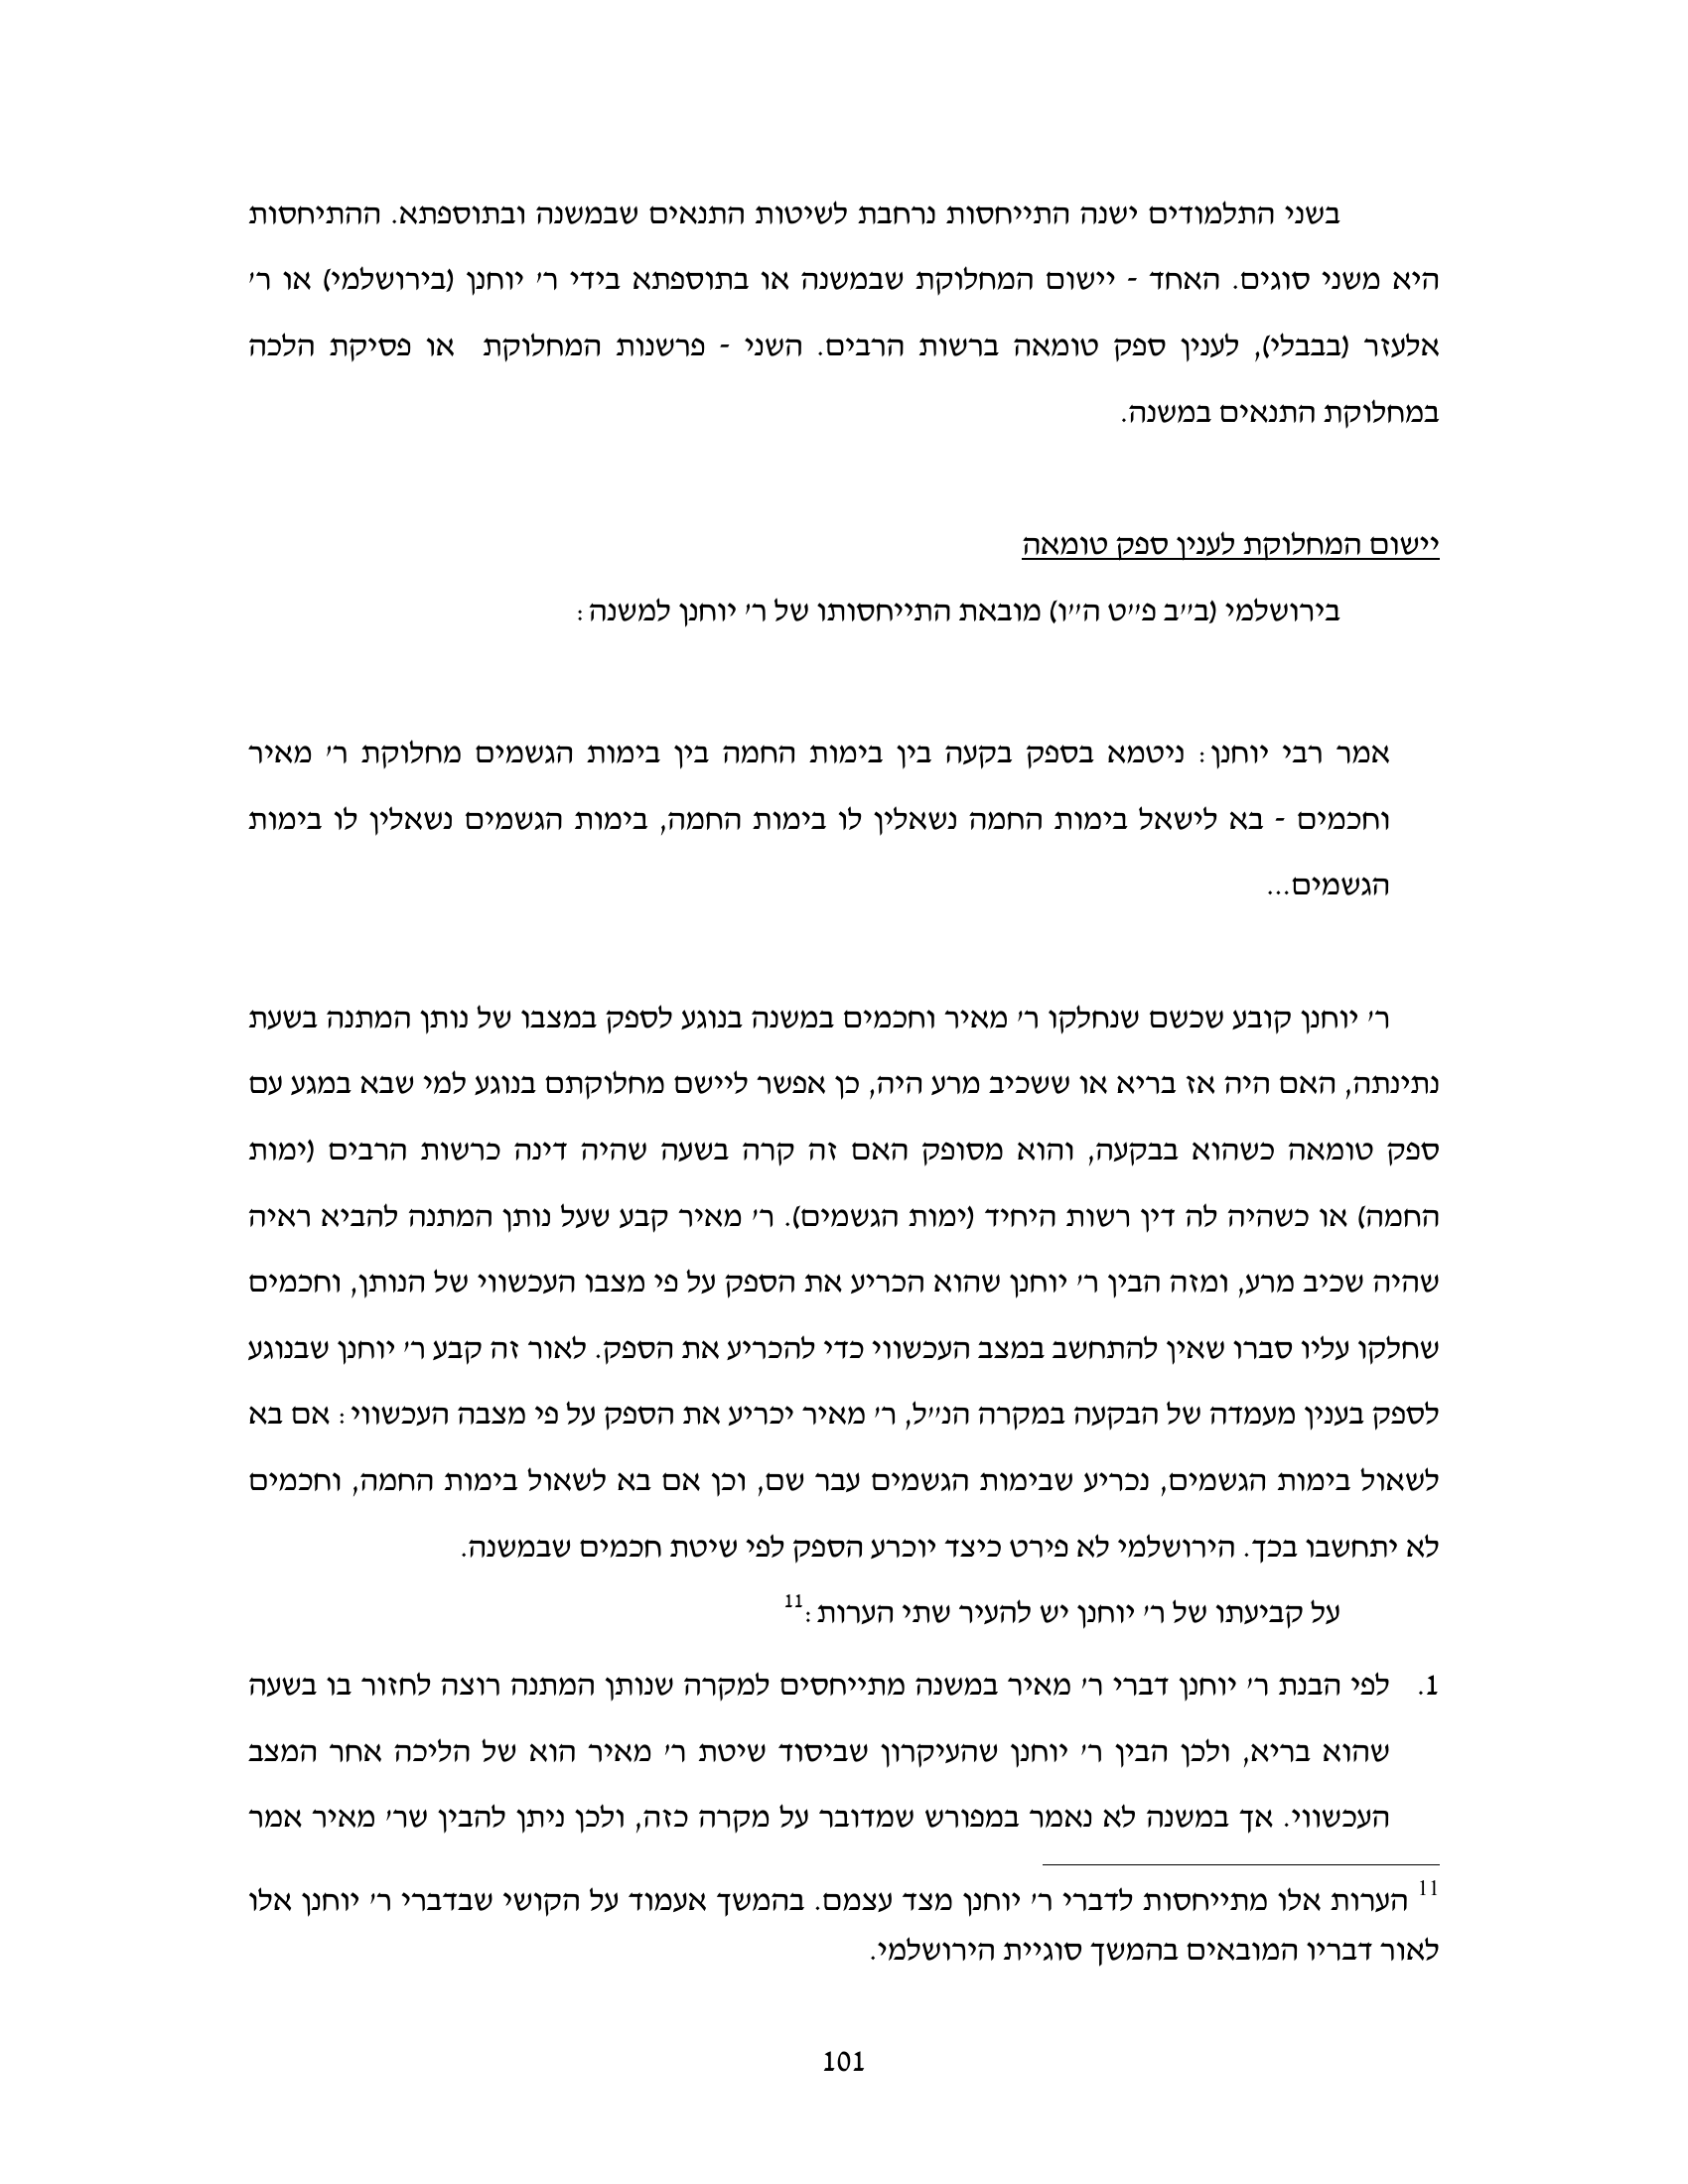 בשני התלמודים ישנה התייחסות נרחבת לשיטות התנאים שבמשנה ובתוספתא. ההתיחסות
היא משני סוגים. האחד - יישום המחלוקת שבמשנה או בתוספתא בידי ר׳ יוחנן (בירושלמי) או ר׳
אלעזר (בבבלי), לענין ספק טומאה ברשות הרבים. השני - פרשנות המחלוקת או פסיקת הלכה
במחלוקת התנאים במשנה.
יישום המחלוקת לענין ספק טומאה
בירושלמי (ב״ב פ״ט ה״ו) מובאת התייחסותו של ר׳ יוחנן למשנה:
אמר רבי יוחנן: ניטמא בספק בקעה בין בימות החמה בין בימות הגשמים מחלוקת ר׳ מאיר
וחכמים - בא לישאל בימות החמה נשאלין לו בימות החמה, בימות הגשמים נשאלין לו בימות
הגשמים...
ר׳ יוחנן קובע שכשם שנחלקו ר׳ מאיר וחכמים במשנה בנוגע לספק במצבו של נותן המתנה בשעת
נתינתה, האם היה אז בריא או ששכיב מרע היה, כן אפשר ליישם מחלוקתם בנוגע למי שבא במגע עם
ספק טומאה כשהוא בבקעה, והוא מסופק האם זה קרה בשעה שהיה דינה כרשות הרבים (ימות
החמה) או כשהיה לה דין רשות היחיד (ימות הגשמים). ר׳ מאיר קבע שעל נותן המתנה להביא ראיה
שהיה שכיב מרע, ומזה הבין ר׳ יוחנן שהוא הכריע את הספק על פי מצבו העכשווי של הנותן, וחכמים
שחלקו עליו סברו שאין להתחשב במצב העכשווי כדי להכריע את הספק. לאור זה קבע ר׳ יוחנן שבנוגע
לספק בענין מעמדה של הבקעה במקרה הנ״ל, ר׳ מאיר יכריע את הספק על פי מצבה העכשווי: אם בא
לשאול בימות הגשמים, נכריע שבימות הגשמים עבר שם, וכן אם בא לשאול בימות החמה, וחכמים
לא יתחשבו בכך. הירושלמי לא פירט כיצד יוכרע הספק לפי שיטת חכמים שבמשנה.
על קביעתו של ר׳ יוחנן יש להעיר שתי הערות:11
1. לפי הבנת ר׳ יוחנן דברי ר׳ מאיר במשנה מתייחסים למקרה שנותן המתנה רוצה לחזור בו בשעה
שהוא בריא, ולכן הבין ר׳ יוחנן שהעיקרון שביסוד שיטת ר׳ מאיר הוא של הליכה אחר המצב
העכשווי. אך במשנה לא נאמר במפורש שמדובר על מקרה כזה, ולכן ניתן להבין שר׳ מאיר אמר
11 הערות אלו מתייחסות לדברי ר׳ יוחנן מצד עצמם. בהמשך אעמוד על הקושי שבדברי ר׳ יוחנן אלו
לאור דבריו המובאים בהמשך סוגיית הירושלמי.
101